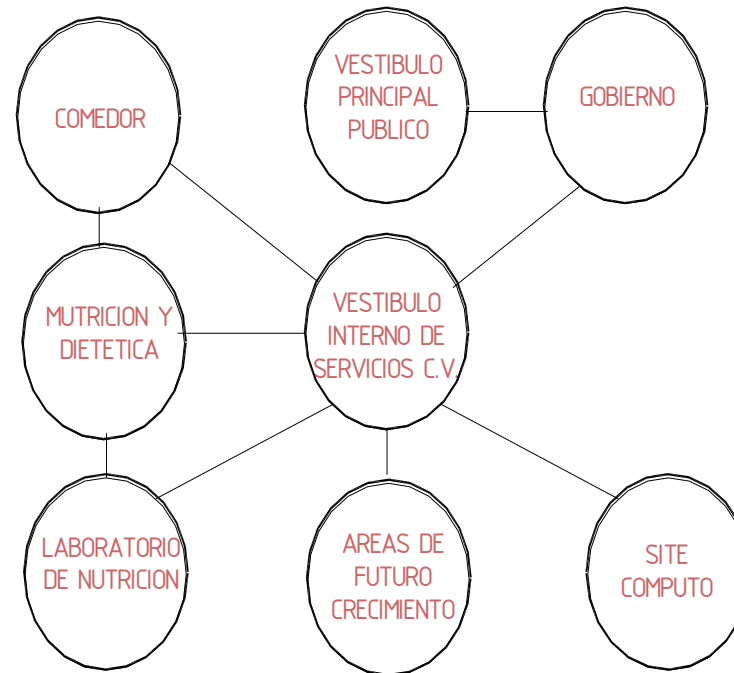 COMEDOR
VESTIBULO
PRINCIPAL
PUBLICO
GOBIERNO
MUTRICION Y
DIETETICA
VESTIBULO
INTERNO DE
SERVICIOS C.V.
LABORATORIO
DE NUTRICION
AREAS DE
FUTURO
CRECIMIENTO
SITE
COMPUTO